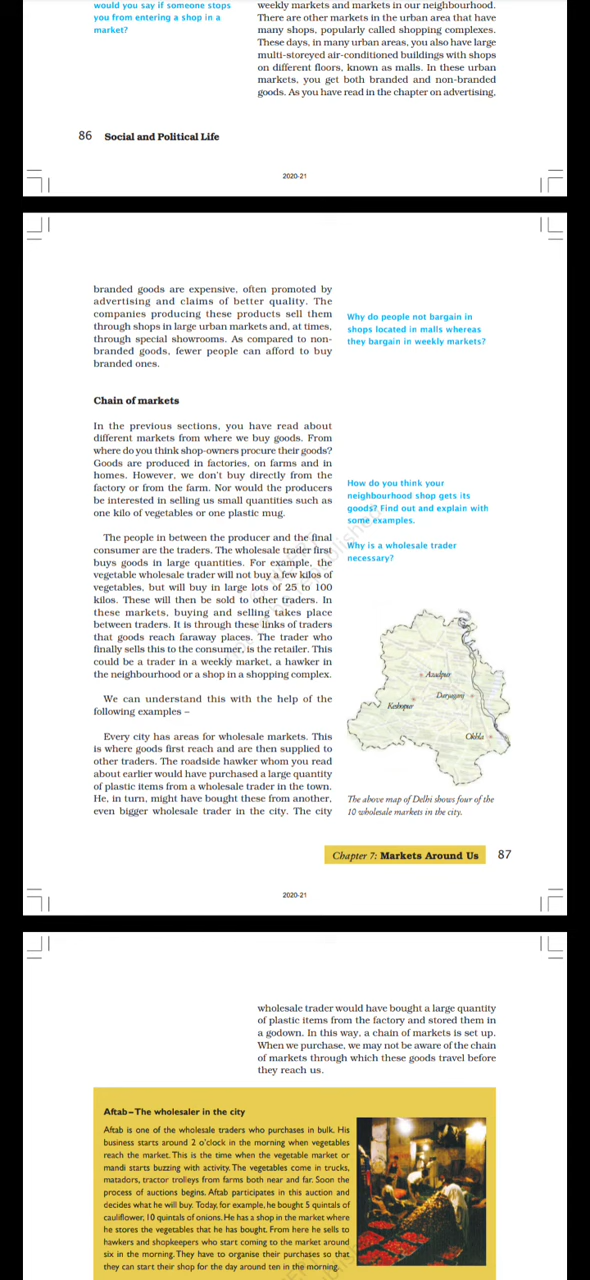 would you say if someone stops
you from entering a shop in a
market?
weekly markets and markets in our neighbourhood.
There are other markets in the urban area that have
many shops, popularly called shopping complexes.
These days, in many urban areas, you also have large
multi-storeyed air-conditioned buildings with shops
on different floors, known as malls. In these urban
markets, you get both branded and non-branded
goods. As you have read in the chapter on advertising,
86 Social and Political Life
2020-21
branded goods are expensive, often promoted by
advertising and claims of better quality. The
companies producing these products sell them
through shops in large urban markets and, at times,
through special showrooms. As compared to non-
branded goods, fewer people can afford to buy
branded ones.
Why do people not bargain in
shops located in malls whereas
they bargain in weekly markets?
Chain of markets
In the previous sections, you have read about
different markets from where we buy goods. From
where do you think shop-owners procure their goods?
Goods are produced in factories, on farms and in
homes. However, we don't buy directly from the
factory or from the farm. Nor would the producers
be interested in selling us small quantities such as
one kilo of vegetables or one plastic mug.
How do you think your
neighbourhood shop gets its
goods? Find out and explain with
some examples.
Why is a wholesale trader
necessary?
The people in between the producer and the final
consumer are the traders. The wholesale trader first
buys goods in large quantities. For example, the
vegetable wholesale trader will not buy a few kilos of
vegetables, but will buy in large lots of 25 to 100
kilos. These will then be sold to other traders. In
these markets, buying and selling takes place
between traders. It is through these links of traders
that goods reach faraway places. The trader who
finally sells this to the consumer, is the retailer. This
could be a trader in a weekly market, a hawker in
the neighbourhood or a shop in a shopping complex.
We can understand this with the help of the
following examples –
Every city has areas for wholesale markets. This
is where goods first reach and are then supplied to
other traders. The roadside hawker whom you read
about earlier would have purchased a large quantity
of plastic items from a wholesale trader in the town.
He, in turn, might have bought these from another,
even bigger wholesale trader in the city. The city
Azadpur
Daryaganj
Keshopur
Okhla
The above map of Delhi shows four of the
10 wholesale markets in the city.
Chapter 7: Markets Around Us 87
2020-21
wholesale trader would have bought a large quantity
of plastic items from the factory and stored them in
a godown. In this way, a chain of markets is set up.
When we purchase, we may not be aware of the chain
of markets through which these goods travel before
they reach us.
Aftab–The wholesaler in the city
Aftab is one of the wholesale traders who purchases in bulk. His
business starts around 2 o'clock in the morning when vegetables
reach the market. This is the time when the vegetable market or
mandi starts buzzing with activity. The vegetables come in trucks,
matadors, tractor trolleys from farms both near and far. Soon the
process of auctions begins. Aftab participates in this auction and
decides what he will buy. Today, for example, he bought 5 quintals of
cauliflower, 10 quintals of onions. He has a shop in the market where
he stores the vegetables that he has bought. From here he sells to
hawkers and shopkeepers who start coming to the market around
six in the morning. They have to organise their purchases so that
they can start their shop for the day around ten in the morning.